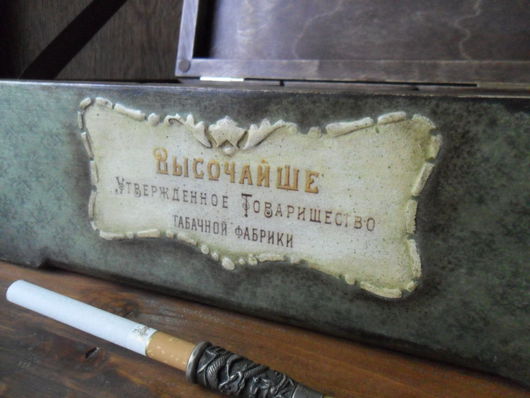 Высочайше
Утвержденное Товарищество
табачной фабрики